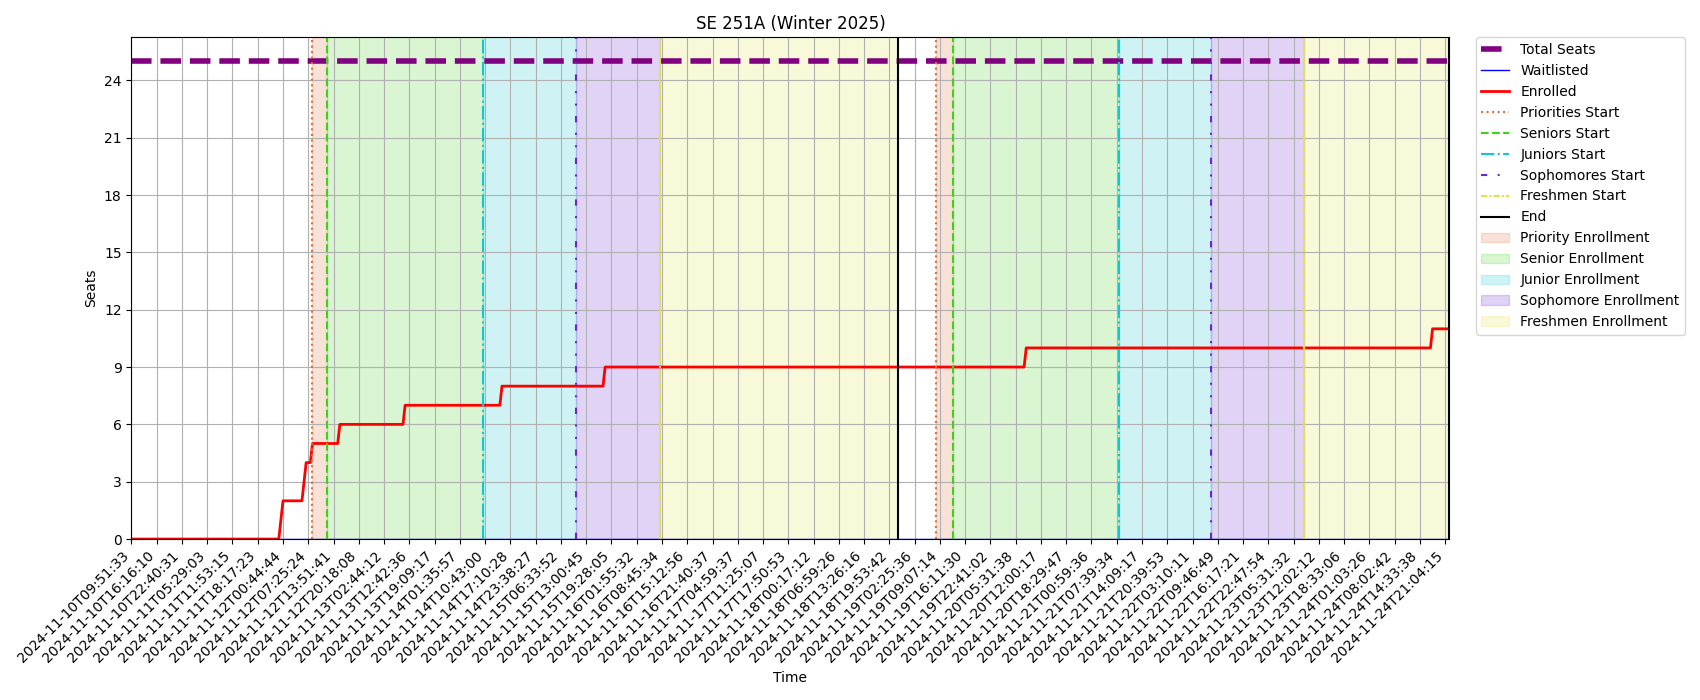 SE 251A (Winter 2025)
Seats
24
21
18
15
12
9
6
3
0
2024-11-10T09:51:33
2024-11-10T16:16:10
2024-11-10T22:40:31
2024-11-11T05:29:03
2024-11-11T11:53:15
2024-11-11T18:17:23
2024-11-12T00:44:44
2024-11-12T07:25:24
2024-11-12T13:51:41
2024-11-12T20:18:08
2024-11-13T02:44:12
2024-11-13T12:42:36
2024-11-13T19:09:17
2024-11-14T01:35:57
2024-11-14T10:43:00
2024-11-14T17:10:28
2024-11-14T23:38:27
2024-11-15T06:33:52
2024-11-15T13:00:45
2024-11-15T19:28:05
2024-11-16T01:55:32
2024-11-16T08:45:34
2024-11-16T15:12:56
2024-11-16T21:40:37
2024-11-17T04:59:37
2024-11-17T11:25:07
2024-11-17T17:50:53
2024-11-18T00:17:12
2024-11-18T06:59:26
2024-11-18T13:26:16
2024-11-18T19:53:42
2024-11-19T02:25:36
2024-11-19T09:07:14
2024-11-19T16:11:30
2024-11-19T22:41:02
2024-11-20T05:31:38
2024-11-20T12:00:17
2024-11-20T18:29:47
2024-11-21T00:59:36
2024-11-21T07:39:34
2024-11-21T14:09:17
2024-11-21T20:39:53
2024-11-22T03:10:11
2024-11-22T09:46:49
2024-11-22T16:17:21
2024-11-22T22:47:54
2024-11-23T05:31:32
2024-11-23T12:02:12
2024-11-23T18:33:06
2024-11-24T01:03:26
2024-11-24T08:02:42
2024-11-24T14:33:38
2024-11-24T21:04:15
Time
Total Seats
Waitlisted
Enrolled
Priorities Start
Seniors Start
Juniors Start
Sophomores Start
Freshmen Start
End
Priority Enrollment
Senior Enrollment
Junior Enrollment
Sophomore Enrollment
Freshmen Enrollment